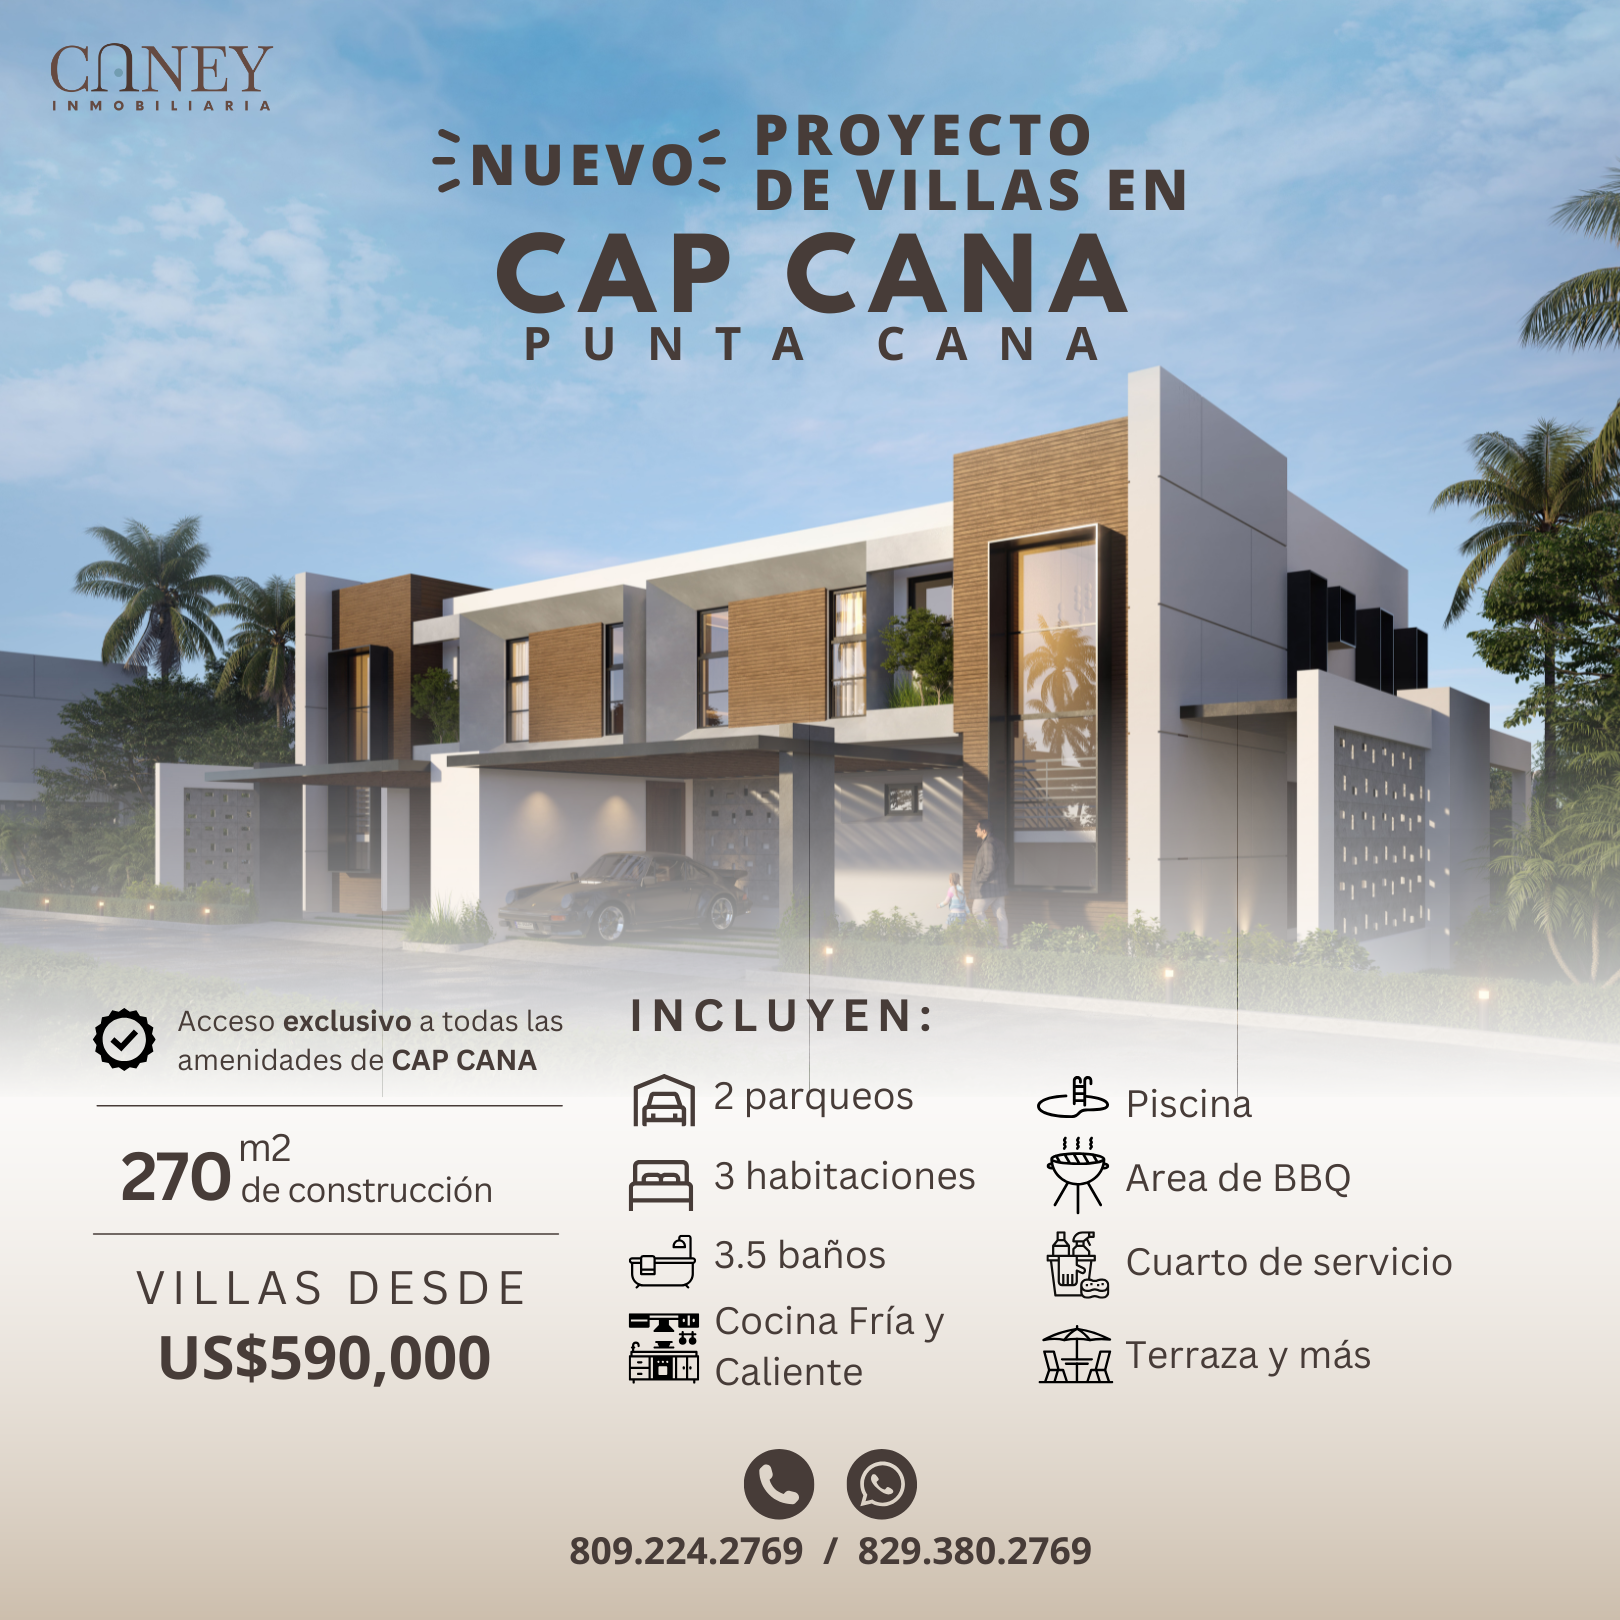 CANEY
INMOBILIARIA
NUEVO
PROYECTO
DE VILLAS EN
CAP CANA
PUNTA CANA
Acceso exclusivo a todas las
amenidades de CAP CANA
270 m2
de construcción
VILLAS DESDE
US$590,000
INCLUYEN:
2 parqueos
3 habitaciones
3.5 baños
Cocina Fría y
Caliente
Piscina
Area de BBQ
Cuarto de servicio
Terraza y más
809.224.2769 / 829.380.2769